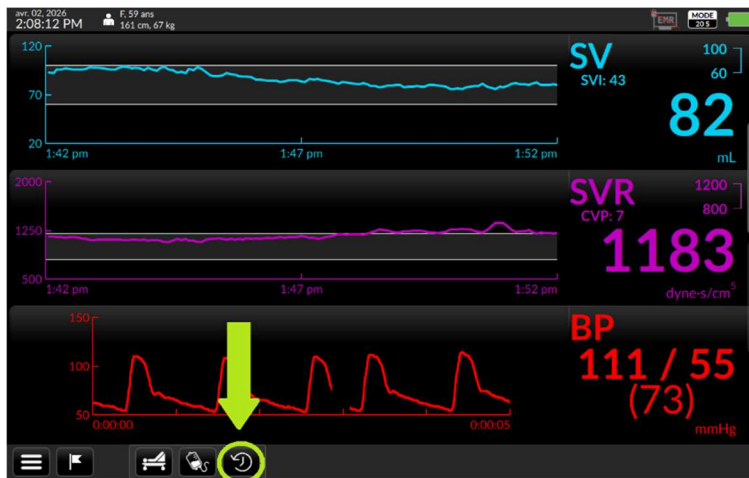 avr. 02, 2026
2:08:12 PM
F, 59 ans
161 cm, 67 kg
EMR
MODE
20 S
120
70
20
1:42 pm
1:47 pm
1:52 pm
SV
SVI: 43
100
60
82
mL
2000
1250
500
1:42 pm
1:47 pm
1:52 pm
SVR
CVP: 7
1200
800
1183
dyne·s/cm⁵
150
100
50
0:00:00
0:00:05
BP
111 / 55
(73)
mmHg